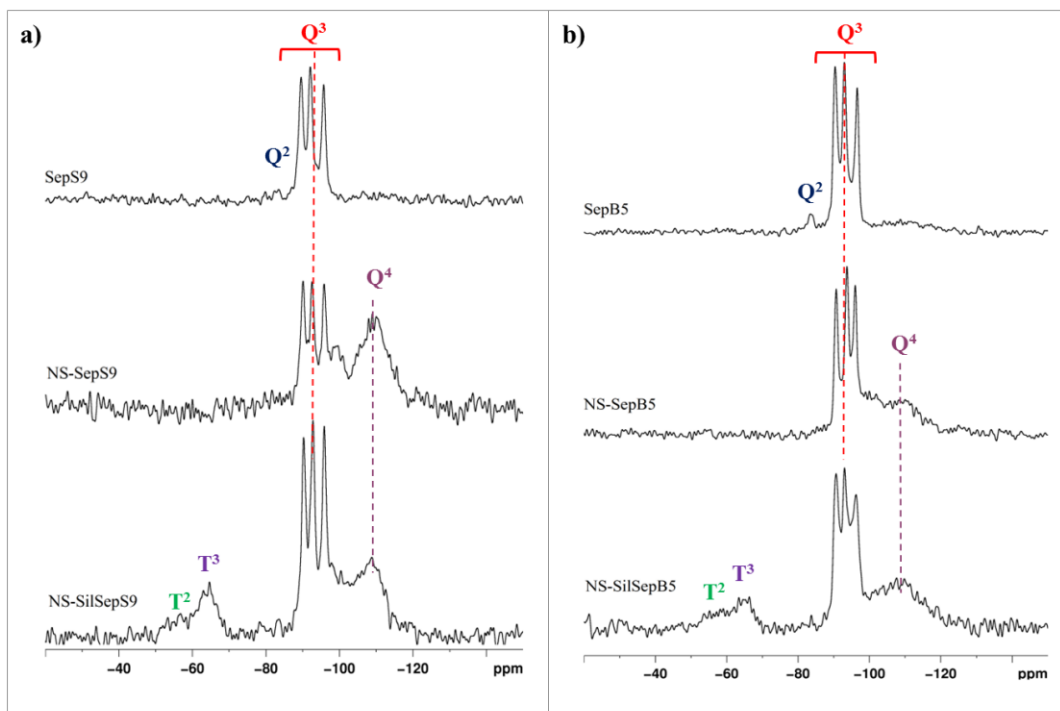 a)
Q³
Q²
SepS9
Q⁴
NS-SepS9
T³
T²
NS-SilSepS9
−40 −60 −80 −100 −120 ppm
b)
Q³
Q²
SepB5
Q⁴
NS-SepB5
T³
T²
NS-SilSepB5
−40 −60 −80 −100 −120 ppm